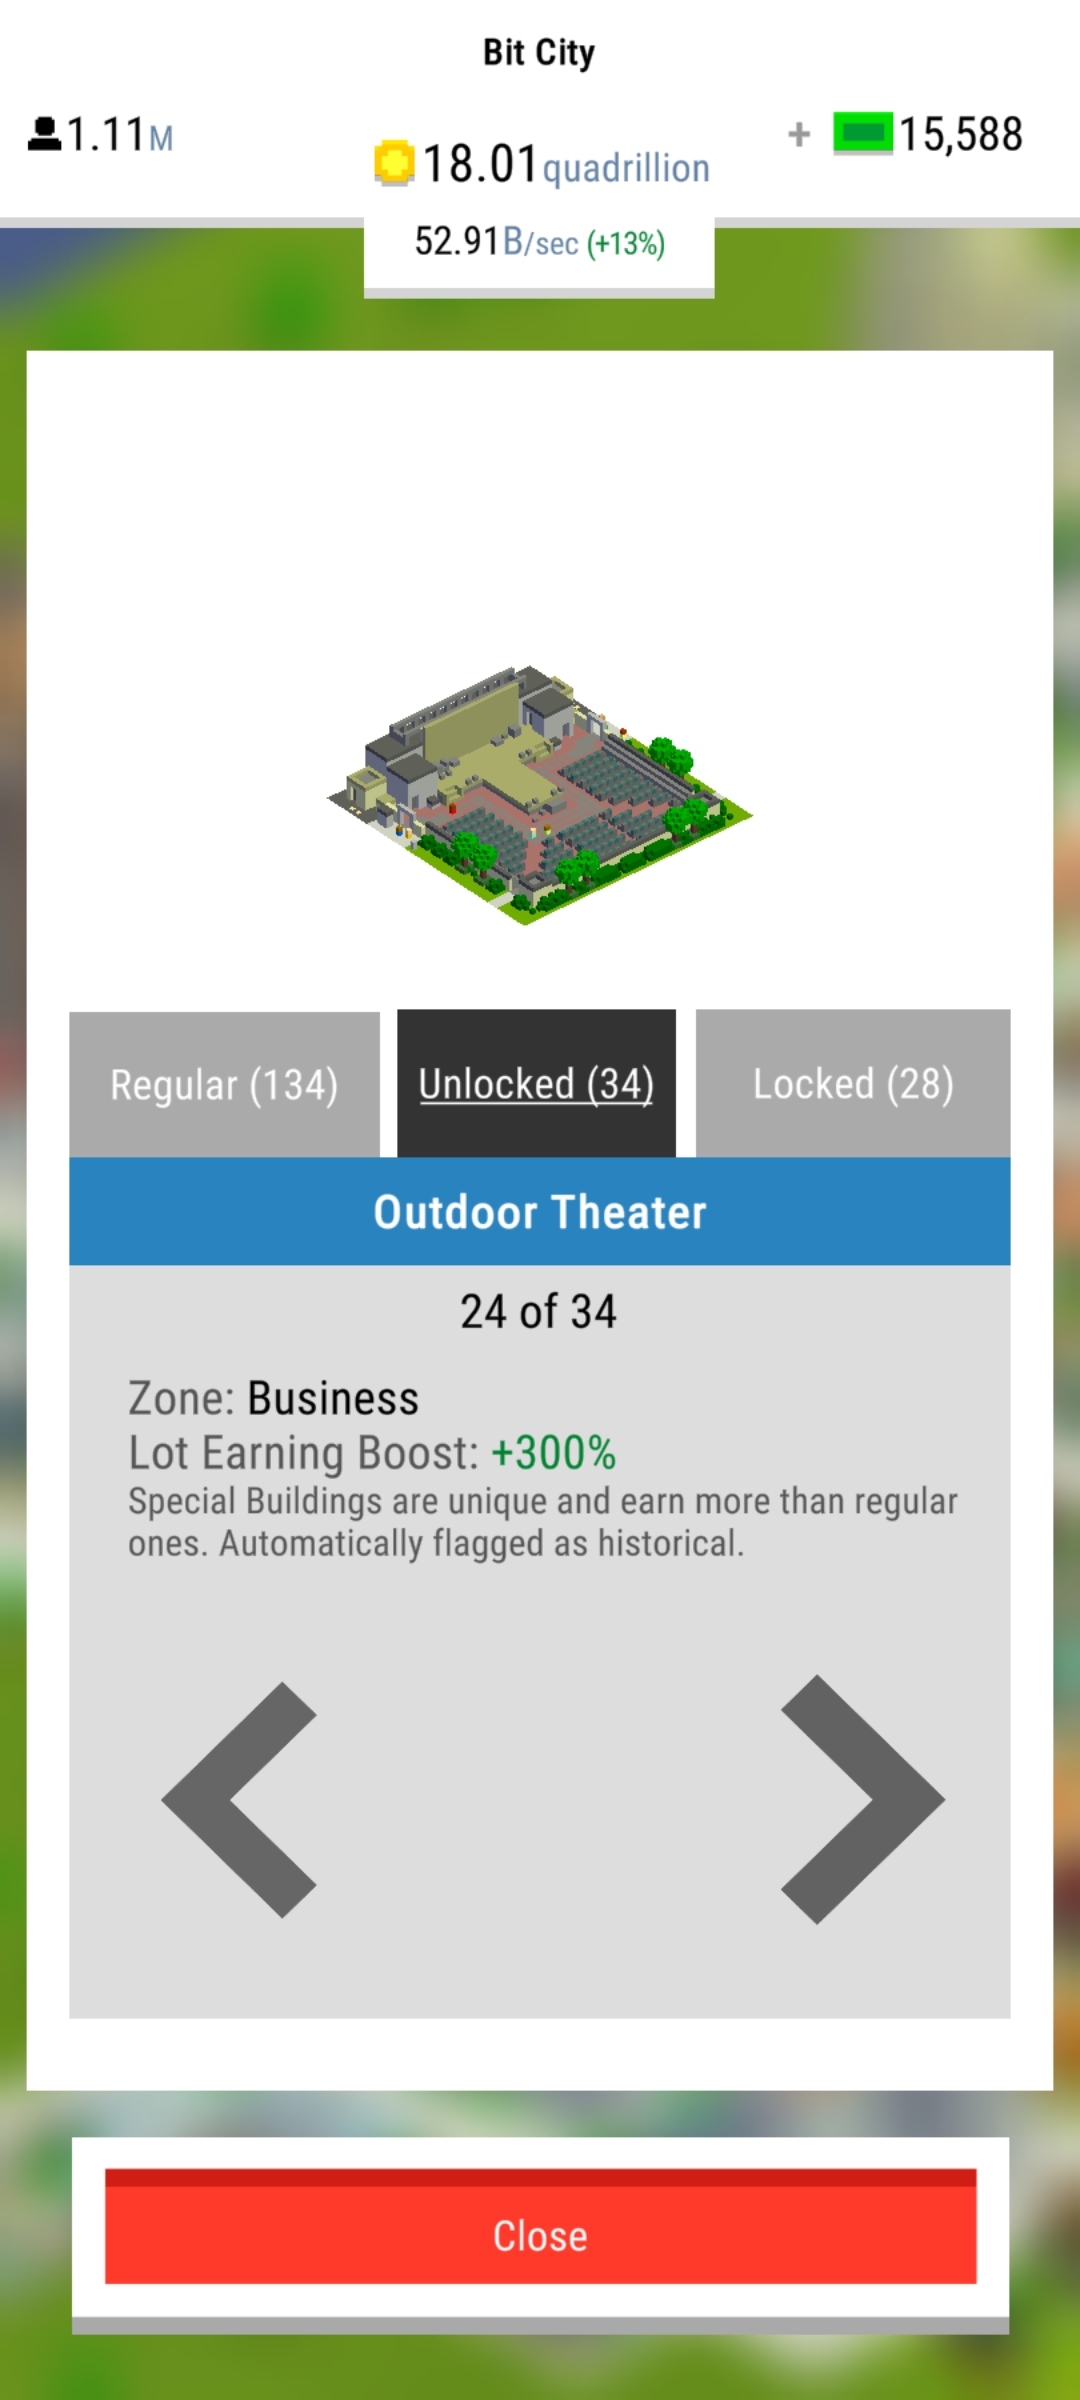 Bit City
1.11M
18.01quadrillion
+ 15,588
52.91B/sec (+13%)
Regular (134)
Unlocked (34)
Locked (28)
Outdoor Theater
24 of 34
Zone: Business
Lot Earning Boost: +300%
Special Buildings are unique and earn more than regular
ones. Automatically flagged as historical.
Close